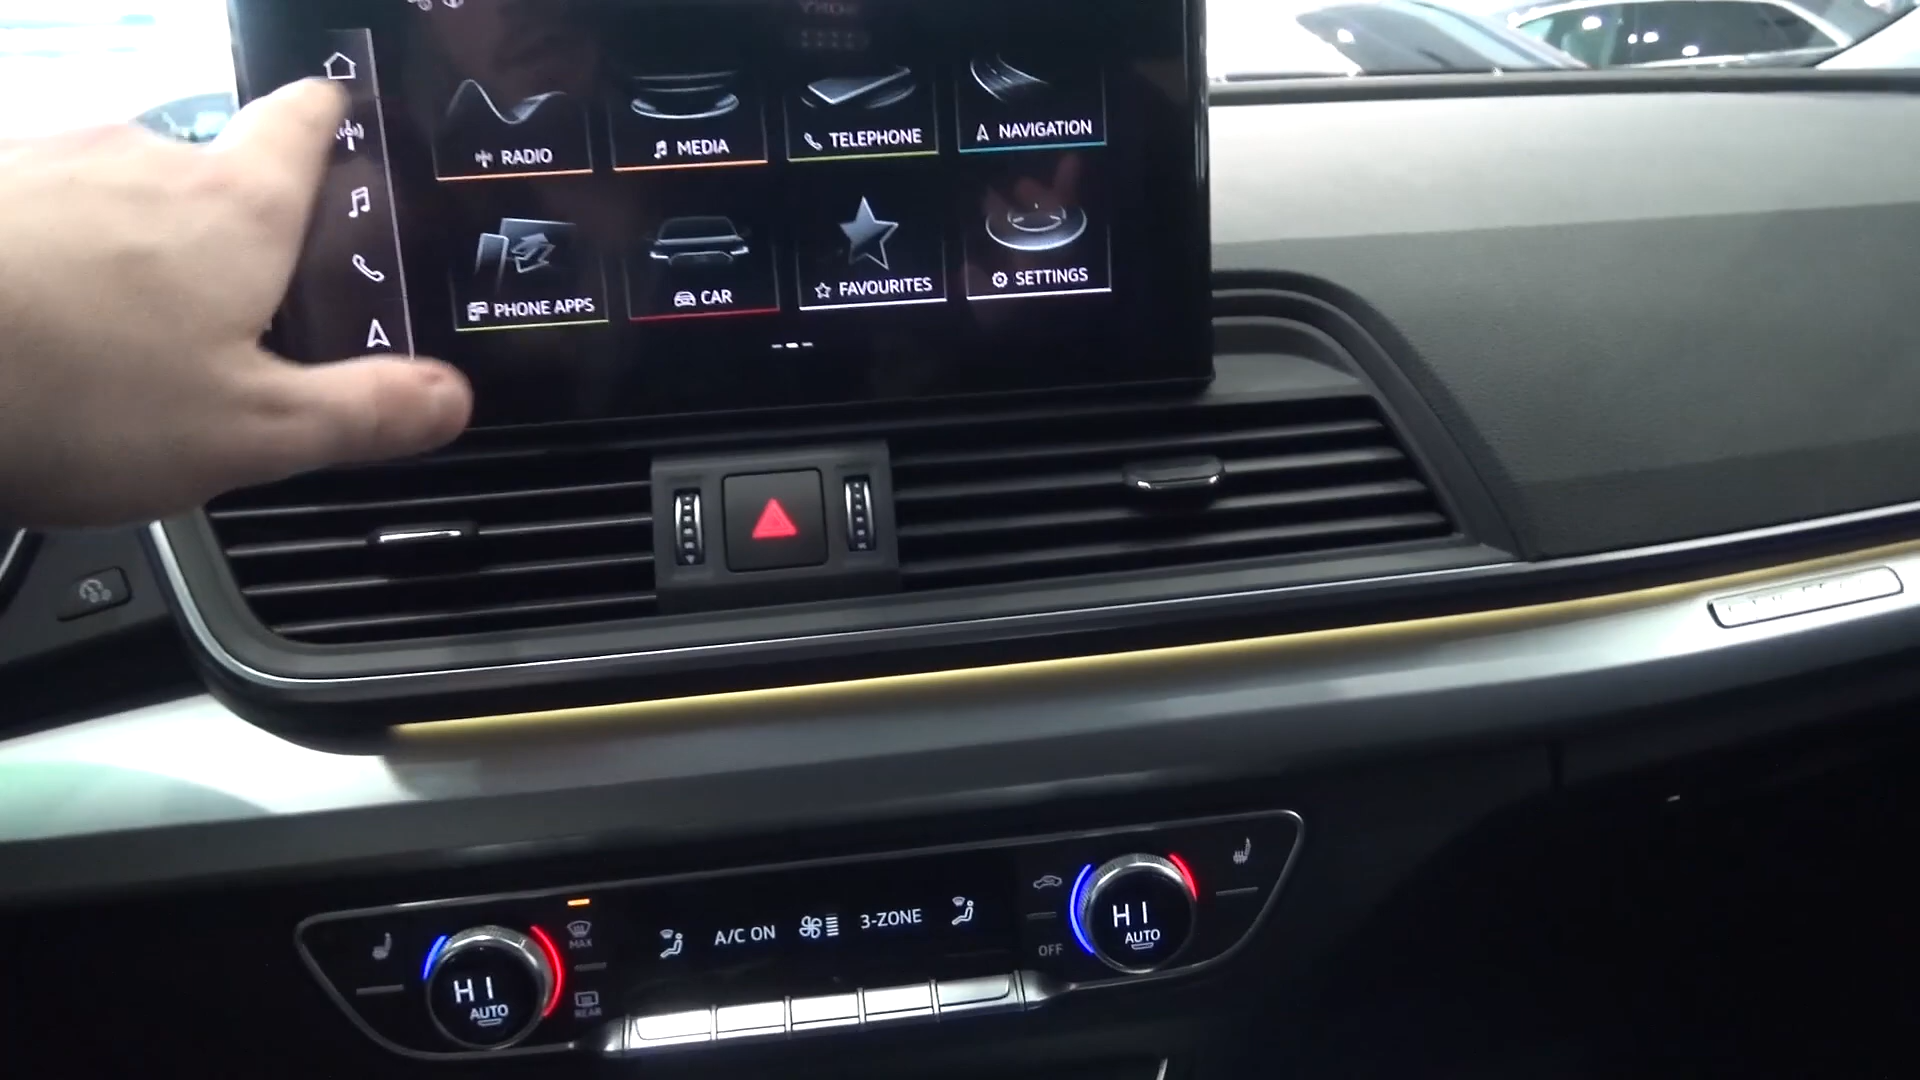 RADIO
MEDIA
TELEPHONE
NAVIGATION
PHONE APPS
CAR
FAVOURITES
SETTINGS
HI
AUTO
MAX
REAR
A/C ON
3-ZONE
OFF
HI
AUTO